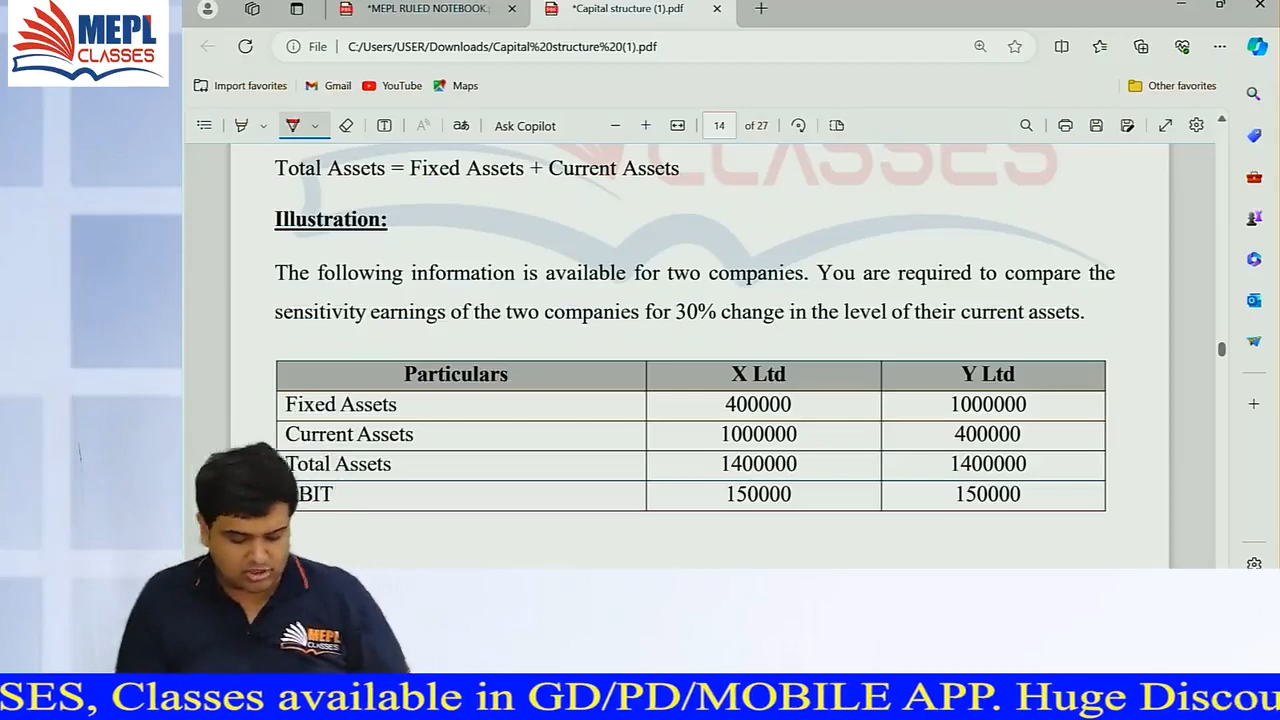 MEPL
CLASSES
*MEPL RULED NOTEBOOK
*Capital structure (1).pdf
File
C:/Users/USER/Downloads/Capital%20structure%20(1).pdf
Import favorites
Gmail
YouTube
Maps
Other favorites
Ask Copilot
14
of 27
CLASSES
Total Assets = Fixed Assets + Current Assets
Illustration:
The following information is available for two companies. You are required to compare the
sensitivity earnings of the two companies for 30% change in the level of their current assets.
Particulars X Ltd Y Ltd
Fixed Assets 400000 1000000
Current Assets 1000000 400000
Total Assets 1400000 1400000
BIT 150000 150000
MEPL
CLASSES
SES, Classes available in GD/PD/MOBILE APP. Huge Discou